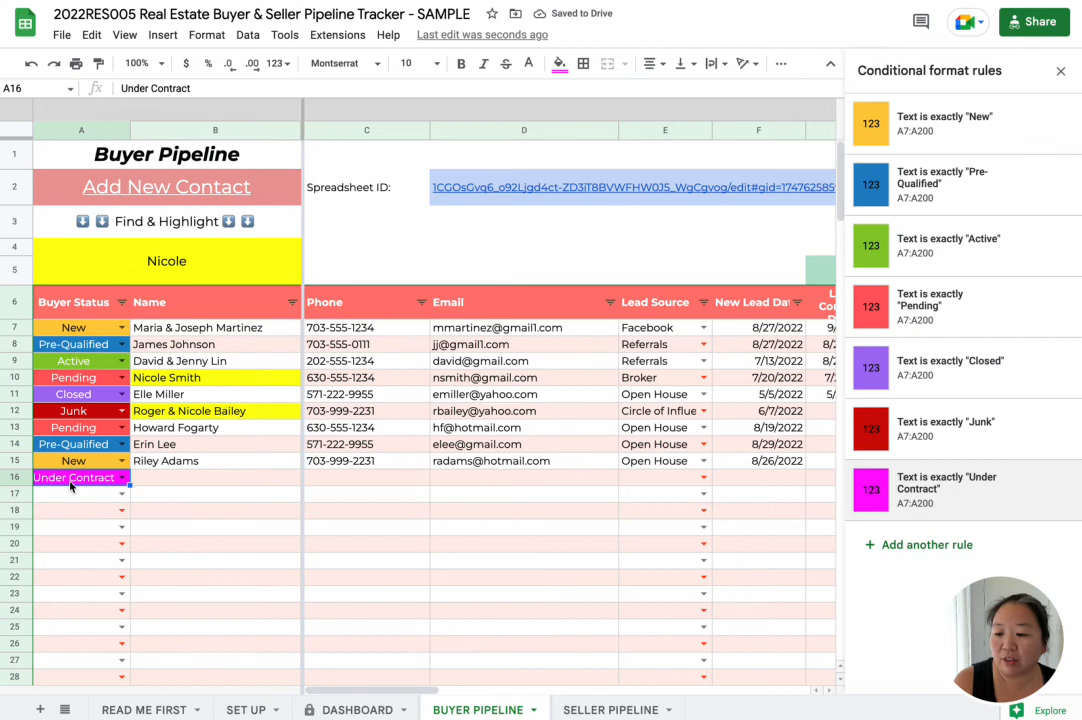 2022RES005 Real Estate Buyer & Seller Pipeline Tracker - SAMPLE
Saved to Drive
File Edit View Insert Format Data Tools Extensions Help Last edit was seconds ago
Share
100% $ % .0 .00 123 Montserrat 10 B I S A
A16 fx Under Contract
A B C D E F
1 Buyer Pipeline
2 Add New Contact Spreadsheet ID: 1CGOsGvq6_o92Ljgd4ct-ZD3iT8BVWFHW0J5_WgCgvog/edit#gid=174762585
3 Find & Highlight
4
5 Nicole
6 Buyer Status Name Phone Email Lead Source New Lead Da
7 New Maria & Joseph Martinez 703-555-1234 mmartinez@gmail1.com Facebook 8/27/2022 9/
8 Pre-Qualified James Johnson 703-555-0111 jj@gmail1.com Referrals 8/27/2022 8/2
9 Active David & Jenny Lin 202-555-1234 david@gmail.com Referrals 7/13/2022 8/2
10 Pending Nicole Smith 630-555-1234 nsmith@gmail.com Broker 7/20/2022 7/
11 Closed Elle Miller 571-222-9955 emiller@yahoo.com Open House 5/5/2022 5/
12 Junk Roger & Nicole Bailey 703-999-2231 rbailey@yahoo.com Circle of Influe 6/7/2022
13 Pending Howard Fogarty 630-555-1234 hf@hotmail.com Open House 8/19/2022
14 Pre-Qualified Erin Lee 571-222-9955 elee@gmail.com Open House 8/29/2022
15 New Riley Adams 703-999-2231 radams@hotmail.com Open House 8/26/2022
16 Under Contract
17
18
19
20
21
22
23
24
25
26
27
28
Conditional format rules
123 Text is exactly "New"
A7:A200
123 Text is exactly "Pre-
Qualified"
A7:A200
123 Text is exactly "Active"
A7:A200
123 Text is exactly
"Pending"
A7:A200
123 Text is exactly "Closed"
A7:A200
123 Text is exactly "Junk"
A7:A200
123 Text is exactly "Under
Contract"
A7:A200
+ Add another rule
+ READ ME FIRST SET UP DASHBOARD BUYER PIPELINE SELLER PIPELINE
Explore